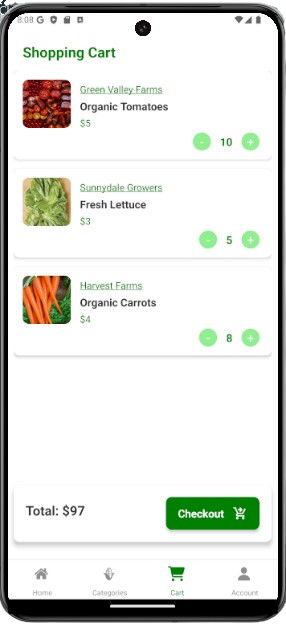 8:08
Shopping Cart
Green Valley Farms
Organic Tomatoes
$5
- 10 +
Sunnydale Growers
Fresh Lettuce
$3
- 5 +
Harvest Farms
Organic Carrots
$4
- 8 +
Total: $97
Checkout
Home Categories Cart Account